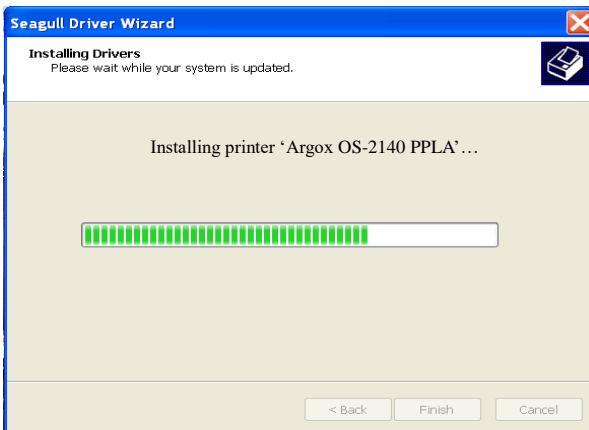 Seagull Driver Wizard
Installing Drivers
Please wait while your system is updated.
Installing printer ‘Argox OS-2140 PPLA’…
< Back
Finish
Cancel